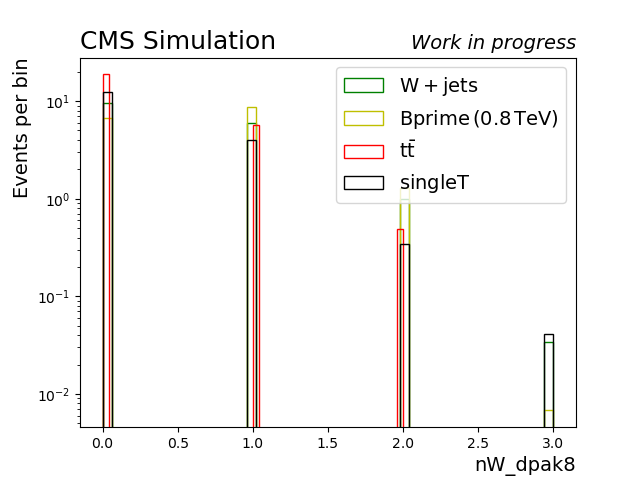 CMS Simulation
Work in progress
Events per bin
10¹
10⁰
10⁻¹
10⁻²
W + jets
Bprime (0.8 TeV)
tt̄
singleT
0.0 0.5 1.0 1.5 2.0 2.5 3.0
nW_dpak8